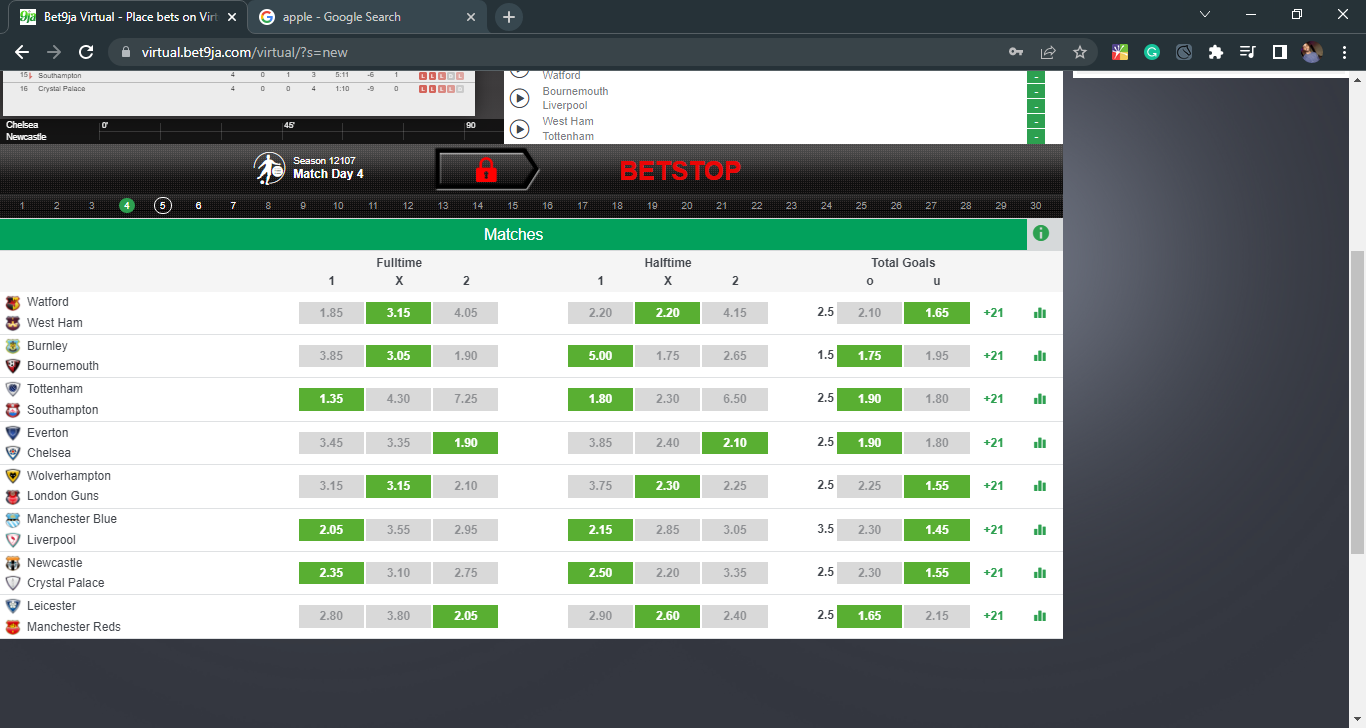 Bet9ja Virtual - Place bets on Virt
apple - Google Search
virtual.bet9ja.com/virtual/?s=new
15 Southampton 4 0 1 3 5:11 -6 1 L L L D L
16 Crystal Palace 4 0 0 4 1:10 -9 0 L L L L
Watford -
Bournemouth -
Liverpool -
West Ham -
Tottenham -
Chelsea 0' 45' 90
Newcastle
Season 12107
Match Day 4
BETSTOP
1 2 3 4 5 6 7 8 9 10 11 12 13 14 15 16 17 18 19 20 21 22 23 24 25 26 27 28 29 30
Matches
Fulltime Halftime Total Goals
1 X 2 1 X 2 o u
Watford
West Ham
1.85 3.15 4.05 2.20 2.20 4.15 2.5 2.10 1.65 +21
Burnley
Bournemouth
3.85 3.05 1.90 5.00 1.75 2.65 1.5 1.75 1.95 +21
Tottenham
Southampton
1.35 4.30 7.25 1.80 2.30 6.50 2.5 1.90 1.80 +21
Everton
Chelsea
3.45 3.35 1.90 3.85 2.40 2.10 2.5 1.90 1.80 +21
Wolverhampton
London Guns
3.15 3.15 2.10 3.75 2.30 2.25 2.5 2.25 1.55 +21
Manchester Blue
Liverpool
2.05 3.55 2.95 2.15 2.85 3.05 3.5 2.30 1.45 +21
Newcastle
Crystal Palace
2.35 3.10 2.75 2.50 2.20 3.35 2.5 2.30 1.55 +21
Leicester
Manchester Reds
2.80 3.80 2.05 2.90 2.60 2.40 2.5 1.65 2.15 +21